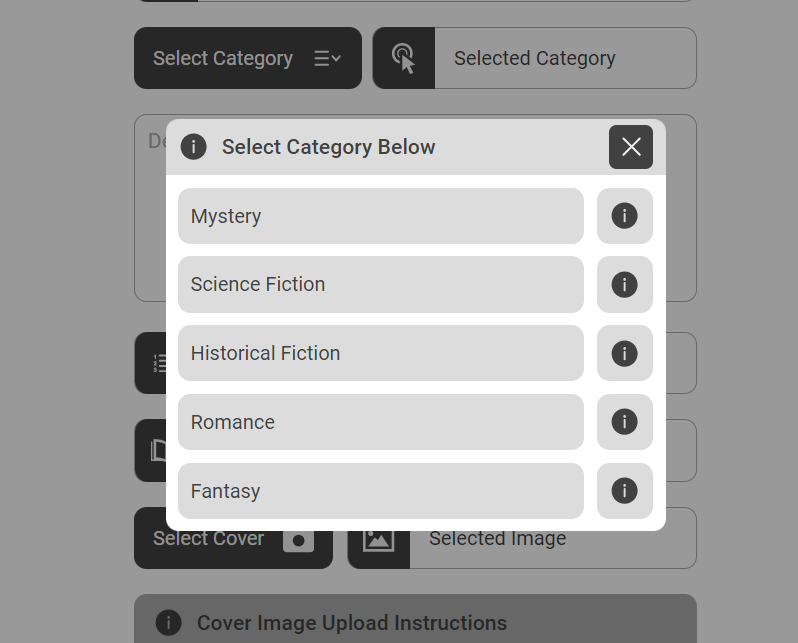 Select Category
Selected Category
De
Select Category Below
Mystery
Science Fiction
Historical Fiction
Romance
Fantasy
Select Cover
Selected Image
Cover Image Upload Instructions